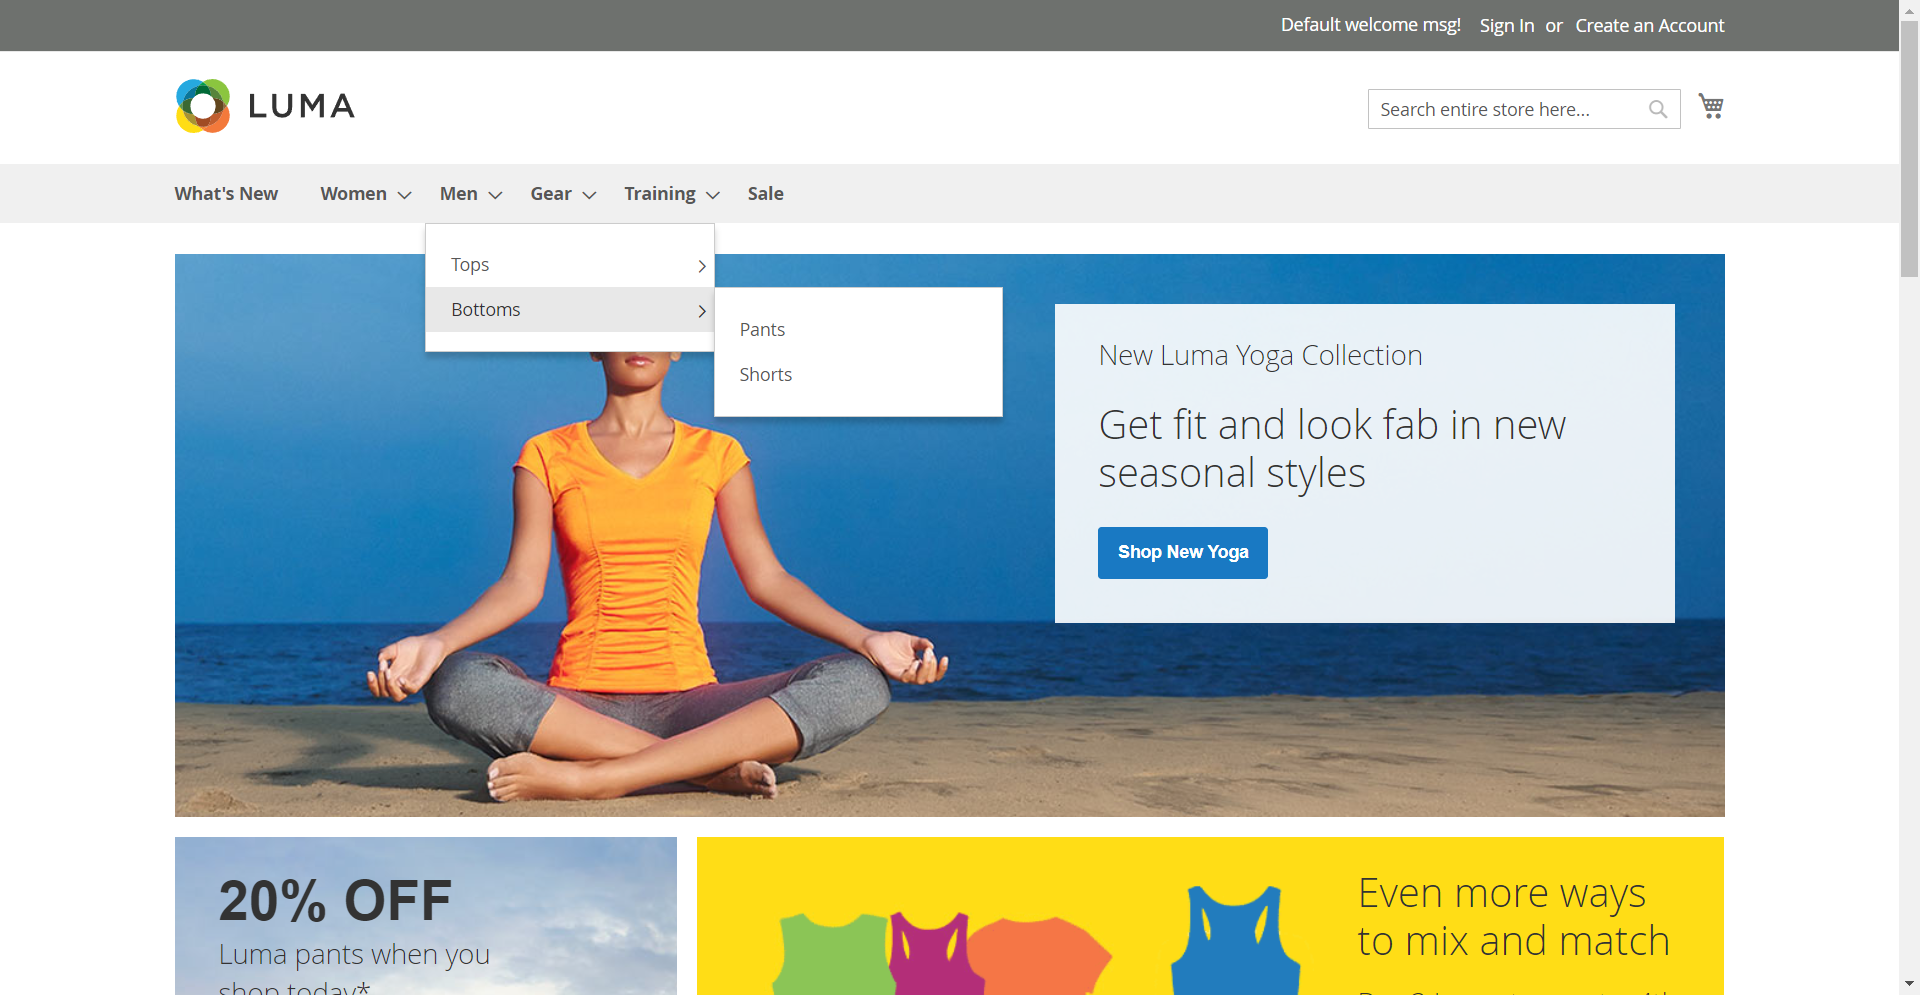 Default welcome msg! Sign In or Create an Account
LUMA
Search entire store here...
What's New Women Men Gear Training Sale
Tops
Bottoms
Pants
Shorts
New Luma Yoga Collection
Get fit and look fab in new
seasonal styles
Shop New Yoga
20% OFF
Luma pants when you
shop today*
Even more ways
to mix and match